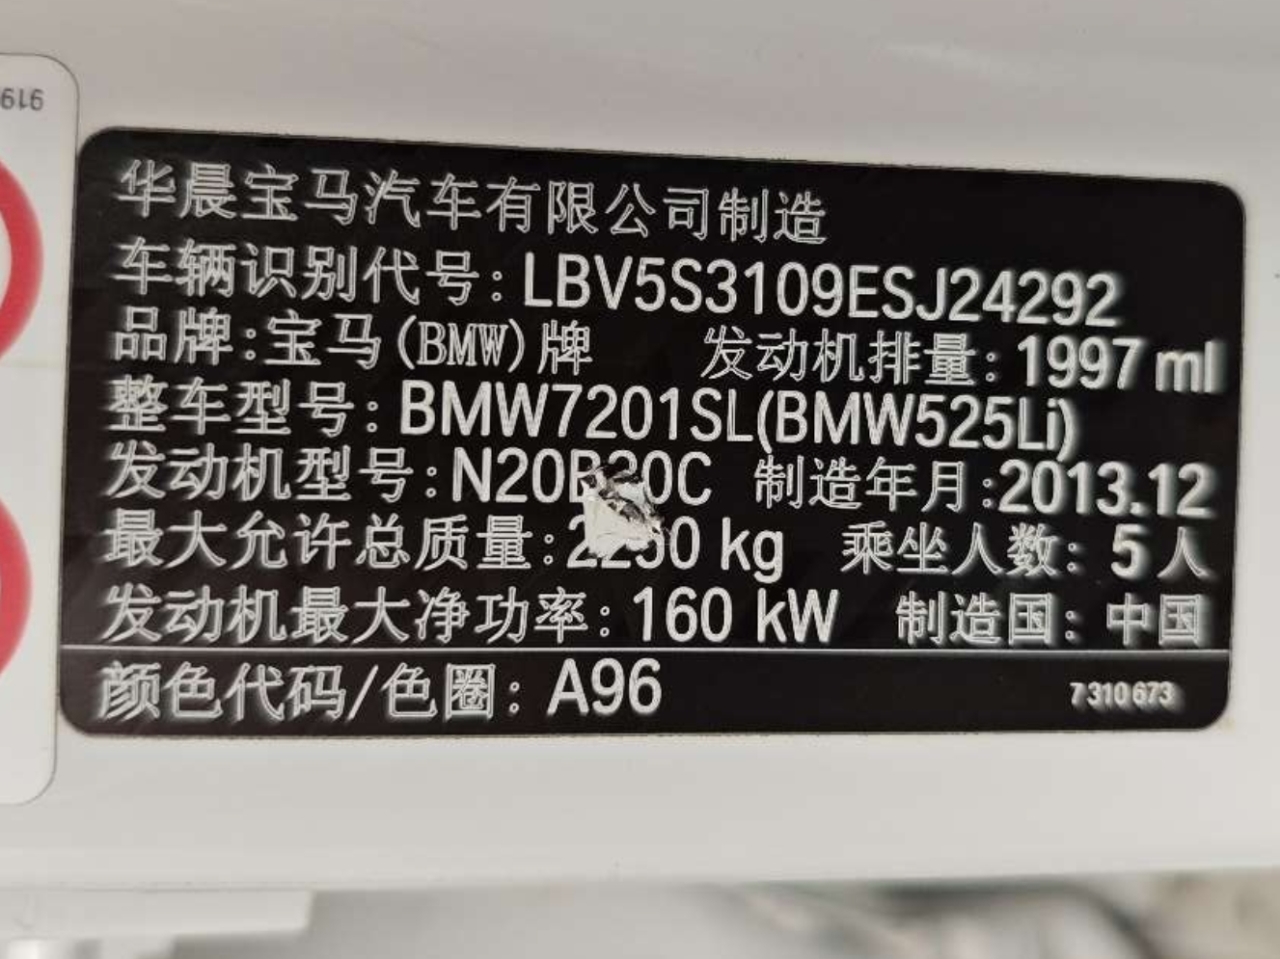 916
华晨宝马汽车有限公司制造
车辆识别代号:LBV5S3109ESJ24292
品牌:宝马(BMW)牌 发动机排量:1997 ml
整车型号:BMW7201SL(BMW525Li)
发动机型号:N20B20C 制造年月:2013.12
最大允许总质量: kg 乘坐人数:5人
发动机最大净功率:160 kW 制造国:中国
颜色代码/色圈:A96
7310673